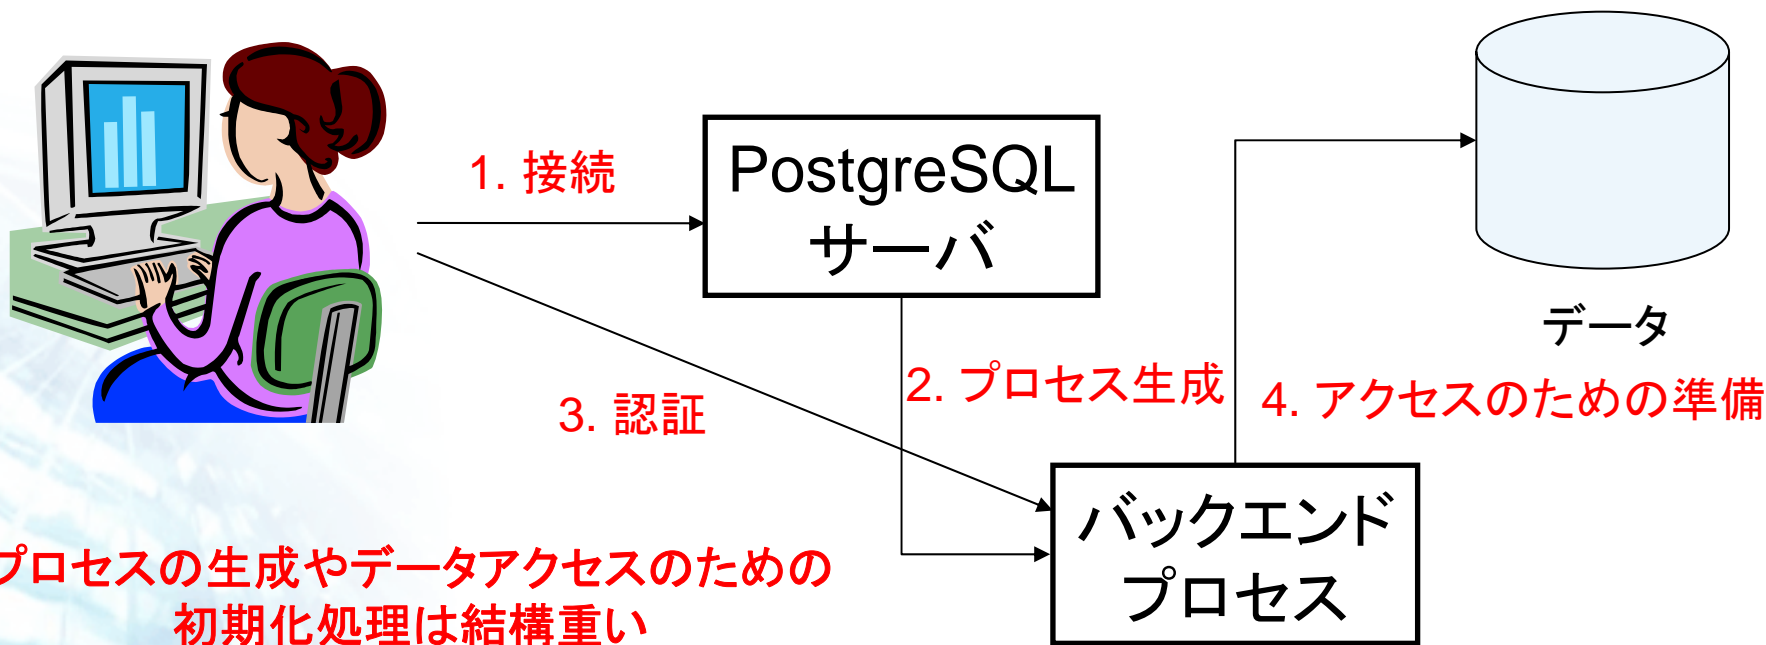 1. 接続
PostgreSQL
サーバ
データ
2. プロセス生成
4. アクセスのための準備
3. 認証
バックエンド
プロセス
プロセスの生成やデータアクセスのための
初期化処理は結構重い